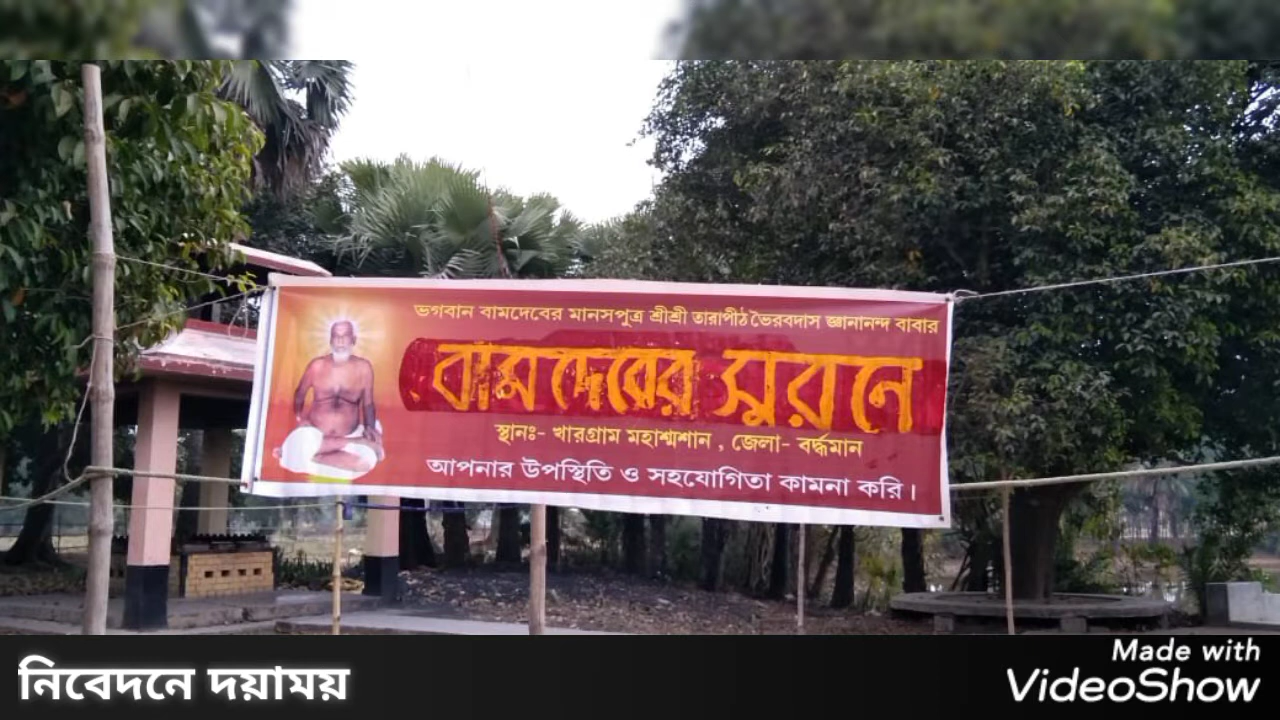 ভগবান বামদেবের মানসপুত্র শ্রীশ্রী তারাপীঠ ভৈরবদাস জ্ঞানানন্দ বাবার
বামদেবের স্মরনে
স্থানঃ- খারগ্রাম মহাশ্মশান , জেলা- বর্দ্ধমান
আপনার উপস্থিতি ও সহযোগিতা কামনা করি।
নিবেদনে দয়াময়
Made with
VideoShow